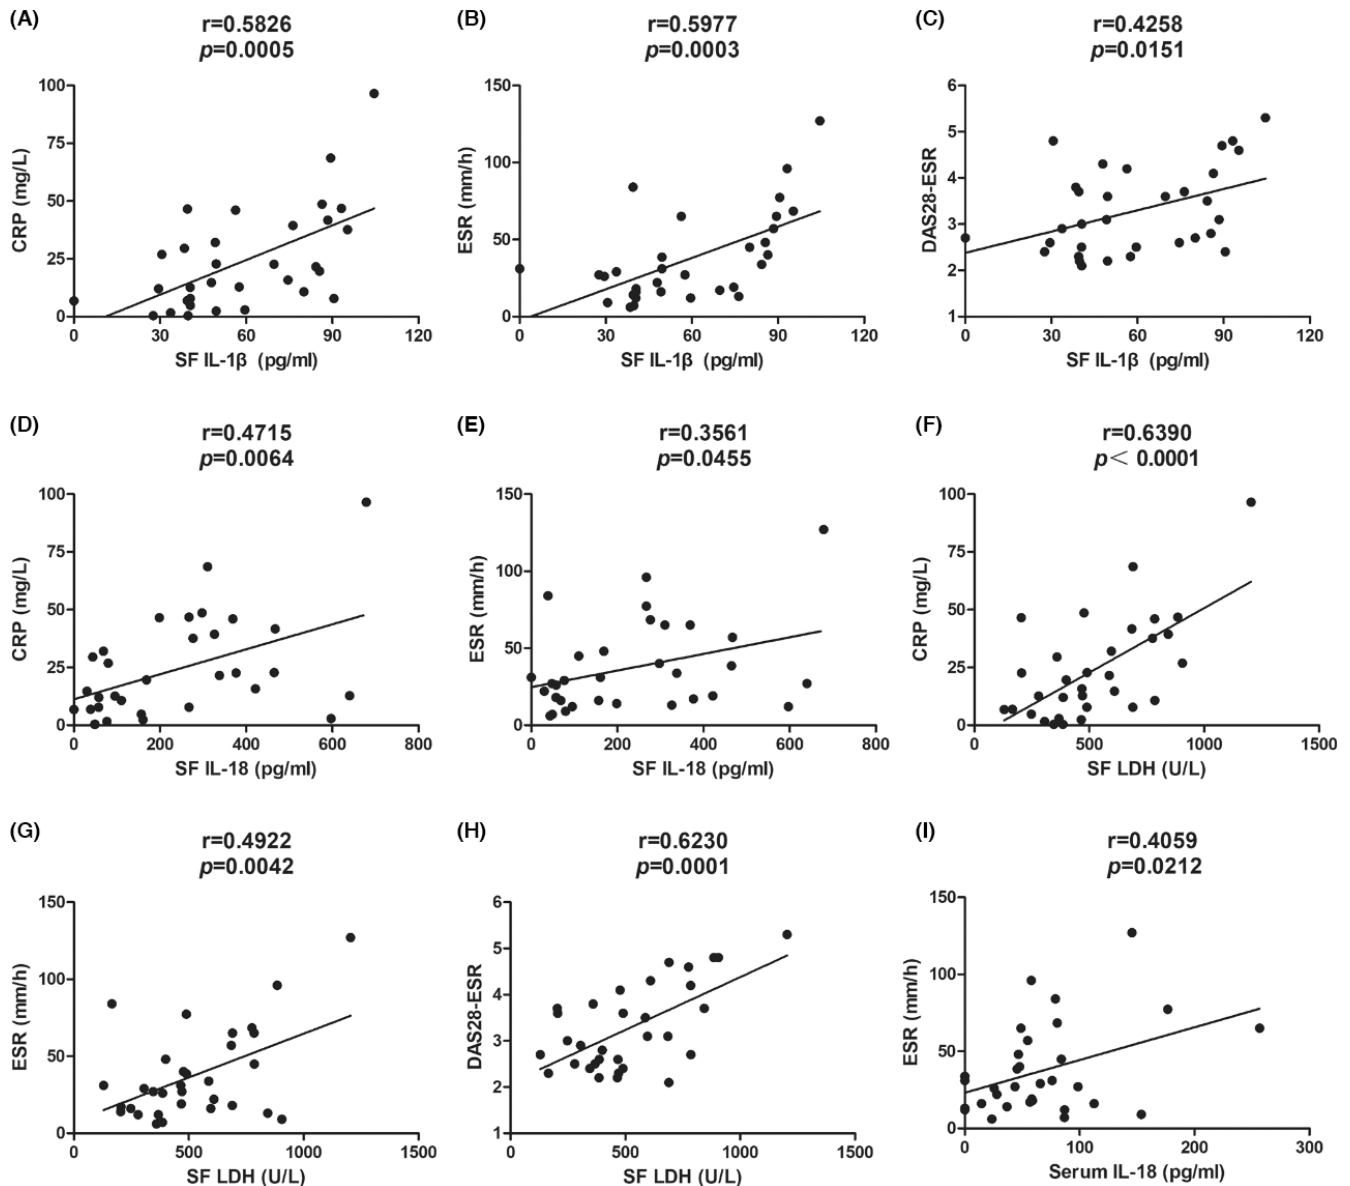 (A)
r=0.5826
p=0.0005
100
75
50
25
0
CRP (mg/L)
0 30 60 90 120
SF IL-1β (pg/ml)
(B)
r=0.5977
p=0.0003
150
100
50
0
ESR (mm/h)
0 30 60 90 120
SF IL-1β (pg/ml)
(C)
r=0.4258
p=0.0151
6
5
4
3
2
1
DAS28-ESR
0 30 60 90 120
SF IL-1β (pg/ml)
(D)
r=0.4715
p=0.0064
100
75
50
25
0
CRP (mg/L)
0 200 400 600 800
SF IL-18 (pg/ml)
(E)
r=0.3561
p=0.0455
150
100
50
0
ESR (mm/h)
0 200 400 600 800
SF IL-18 (pg/ml)
(F)
r=0.6390
p< 0.0001
100
75
50
25
0
CRP (mg/L)
0 500 1000 1500
SF LDH (U/L)
(G)
r=0.4922
p=0.0042
150
100
50
0
ESR (mm/h)
0 500 1000 1500
SF LDH (U/L)
(H)
r=0.6230
p=0.0001
6
5
4
3
2
1
DAS28-ESR
0 500 1000 1500
SF LDH (U/L)
(I)
r=0.4059
p=0.0212
150
100
50
0
ESR (mm/h)
0 100 200 300
Serum IL-18 (pg/ml)